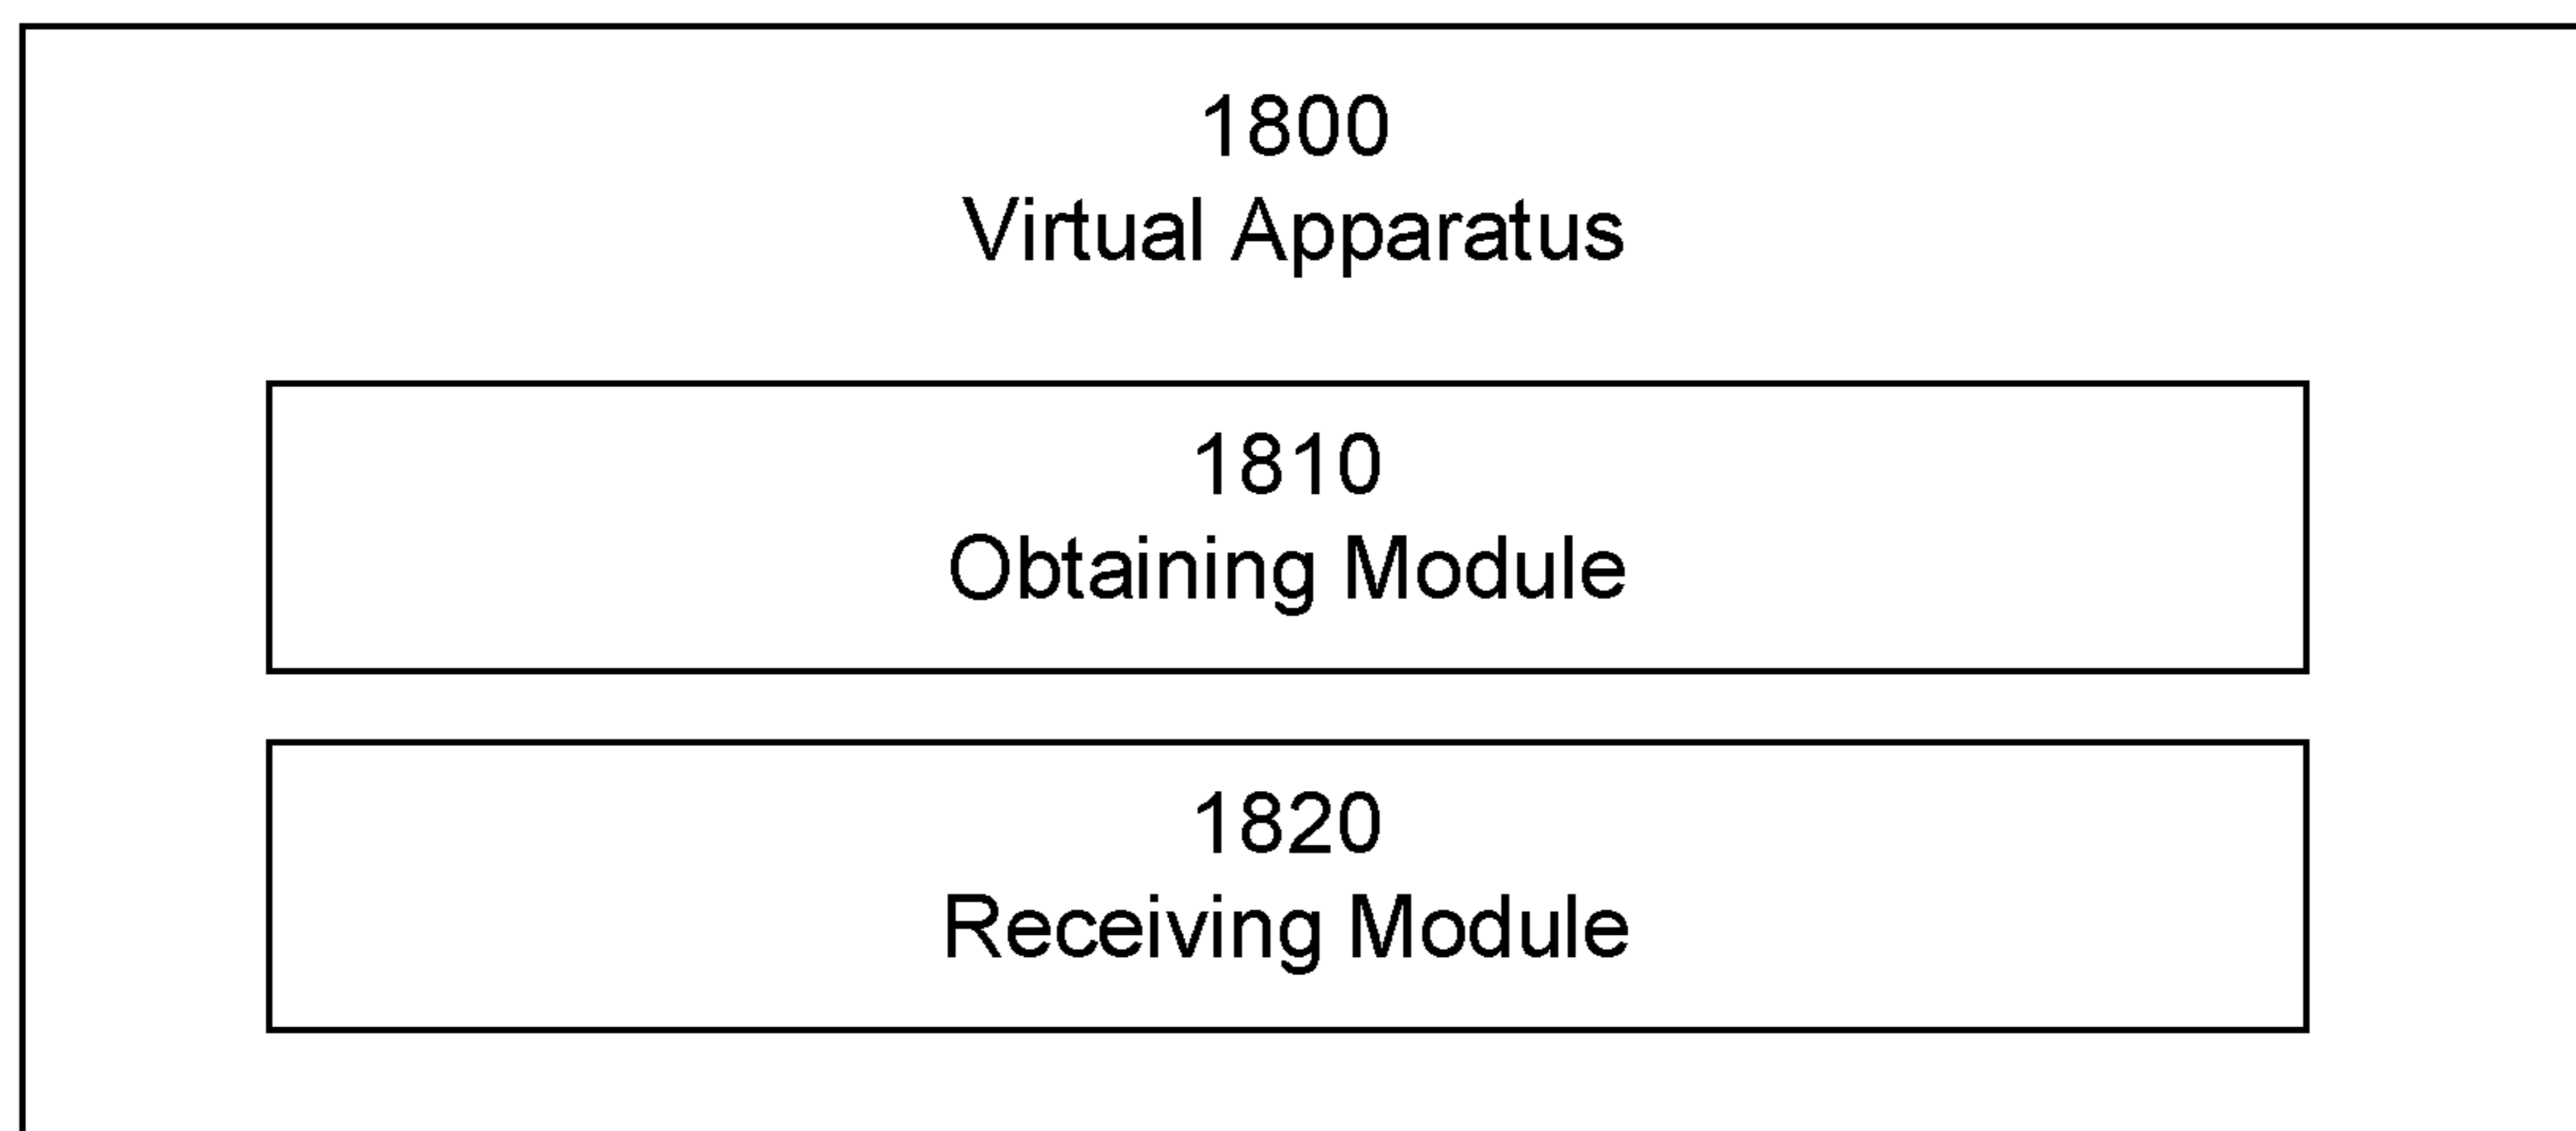 1800
Virtual Apparatus
1810
Obtaining Module
1820
Receiving Module